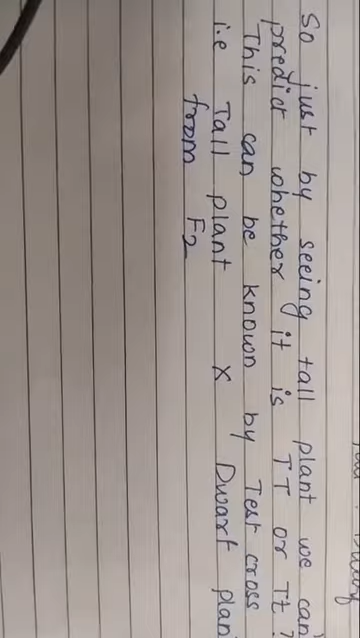 So just by seeing tall plant we can
predict whether it is TT or Tt?
This can be known by Test cross
i.e Tall plant x Dwarf plan
from F2